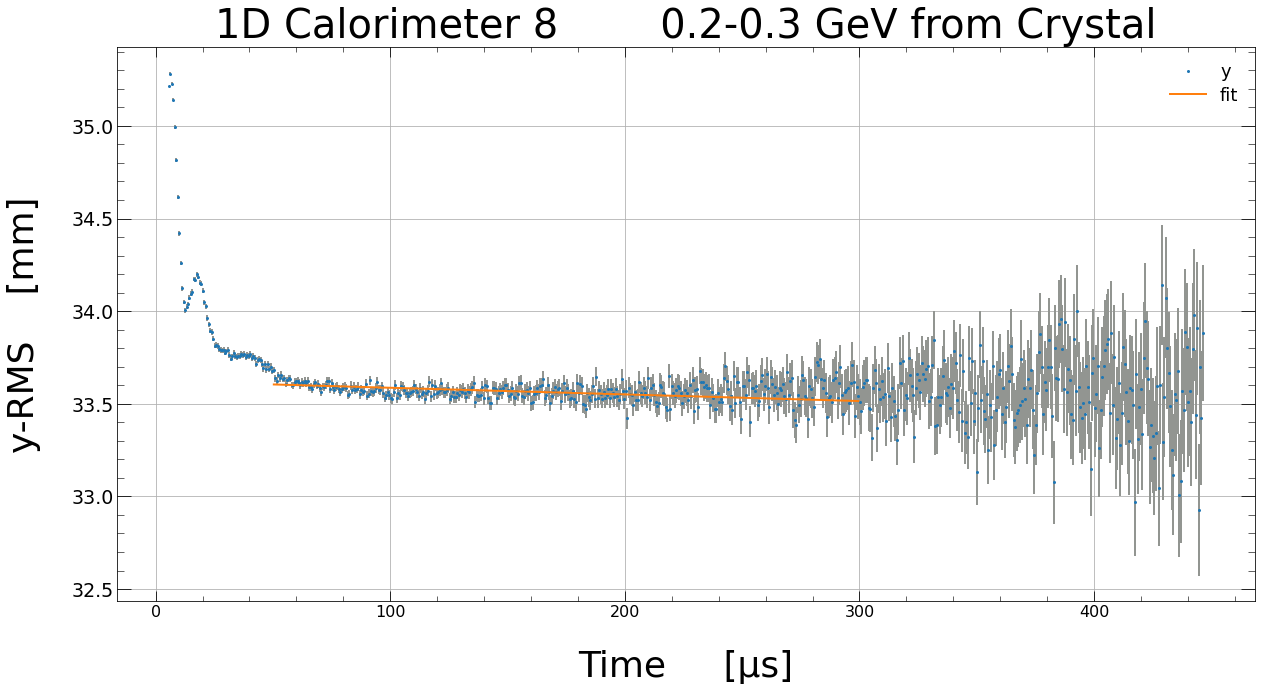 1D Calorimeter 8 0.2-0.3 GeV from Crystal
y-RMS [mm]
35.0
34.5
34.0
33.5
33.0
32.5
y
fit
0 100 200 300 400
Time [µs]